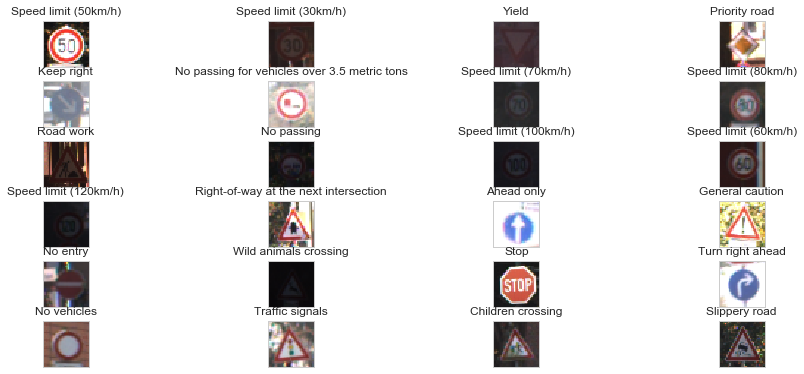 Speed limit (50km/h) Speed limit (30km/h) Yield Priority road
50 30
Keep right No passing for vehicles over 3.5 metric tons Speed limit (70km/h) Speed limit (80km/h)
70 80
Road work No passing Speed limit (100km/h) Speed limit (60km/h)
100 60
Speed limit (120km/h) Right-of-way at the next intersection Ahead only General caution
120
No entry Wild animals crossing Stop Turn right ahead
STOP
No vehicles Traffic signals Children crossing Slippery road